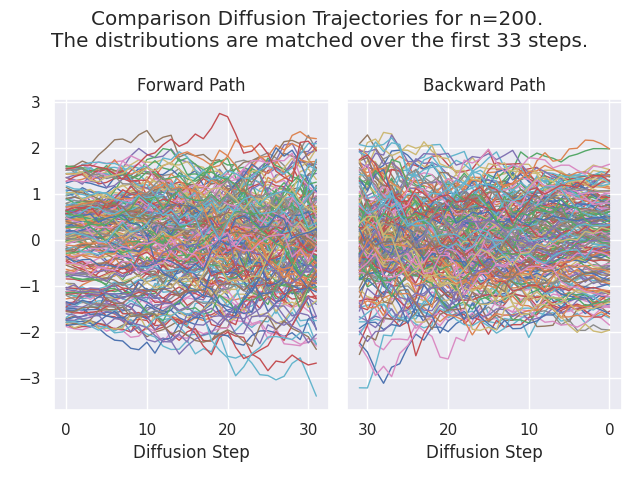 Comparison Diffusion Trajectories for n=200.
The distributions are matched over the first 33 steps.
Forward Path
Backward Path
3
2
1
0
−1
−2
−3
0 10 20 30
30 20 10 0
Diffusion Step
Diffusion Step